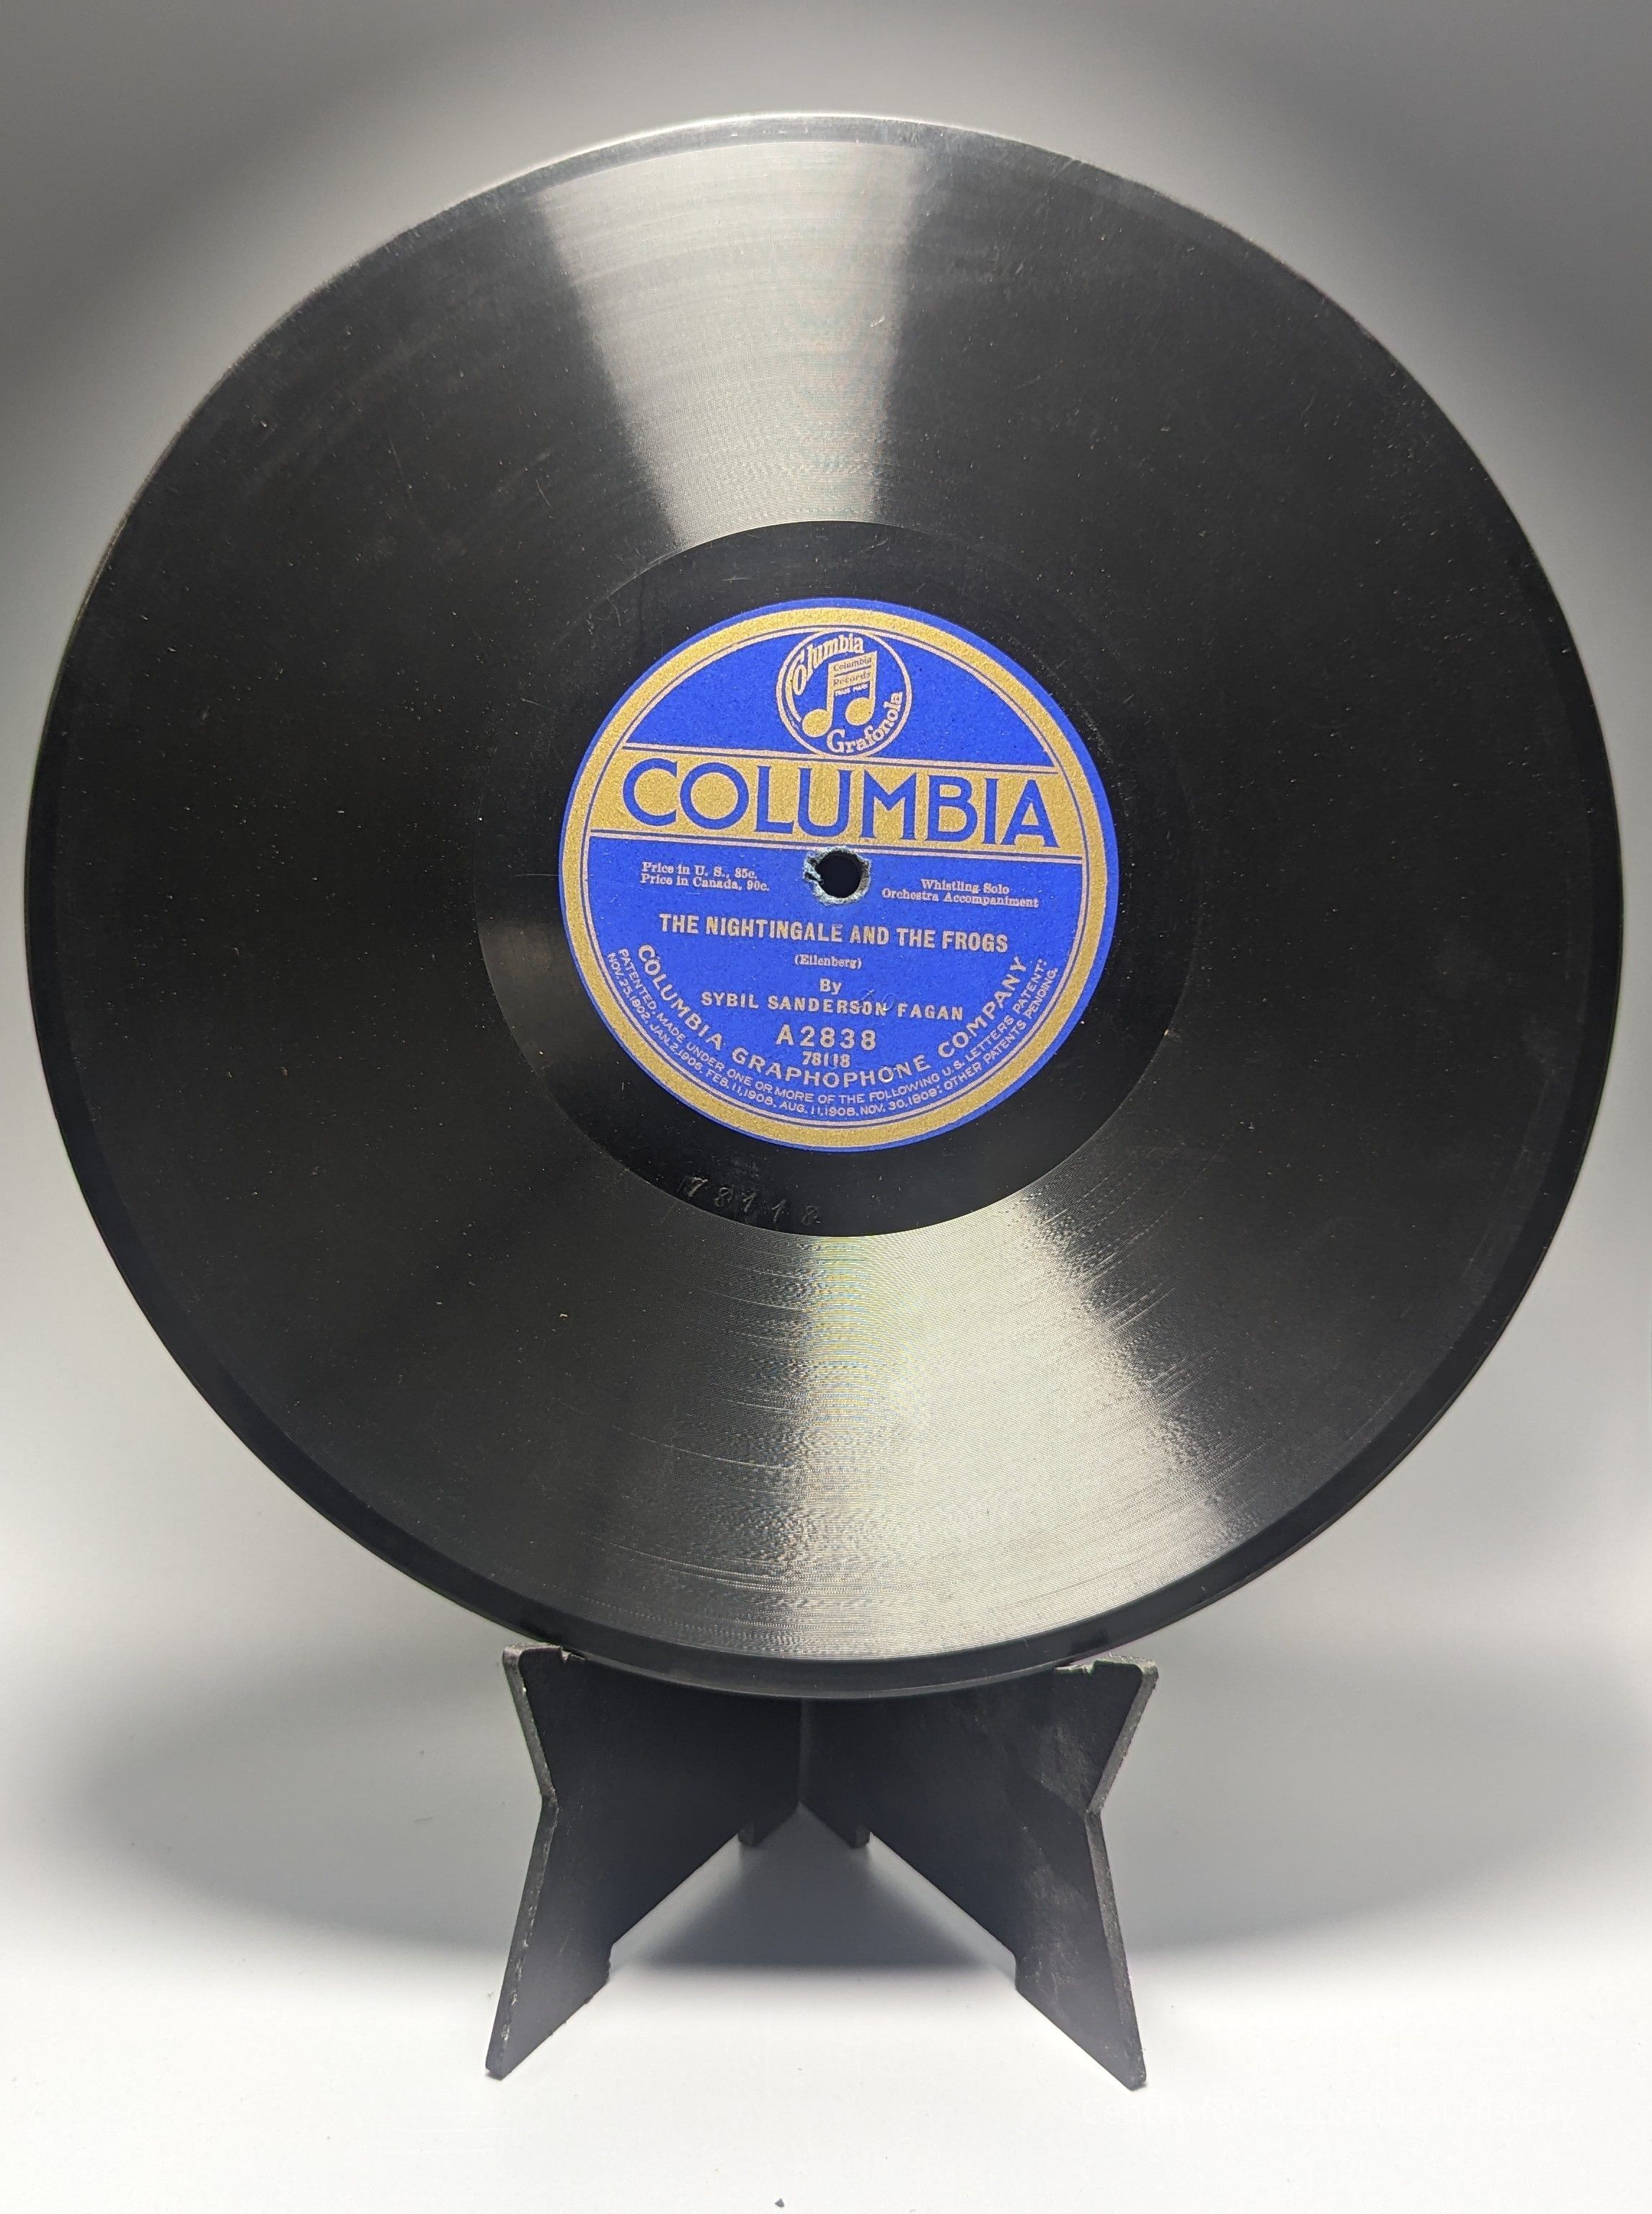 Columbia
Columbia
Records
TRADE MARK
Grafonola
COLUMBIA
Price in U. S., 85c.
Price in Canada, 90c.
Whistling Solo
Orchestra Accompaniment
THE NIGHTINGALE AND THE FROGS
(Eilenberg)
By
SYBIL SANDERSON FAGAN
A2838
78118
COLUMBIA GRAPHOPHONE COMPANY
PATENTED, MADE UNDER ONE OR MORE OF THE FOLLOWING U.S. LETTERS PATENT:
NOV. 25, 1902, JAN. 2, 1906, FEB. 11, 1908, AUG. 11, 1908, NOV. 30, 1909: OTHER PATENTS PENDING.
78118